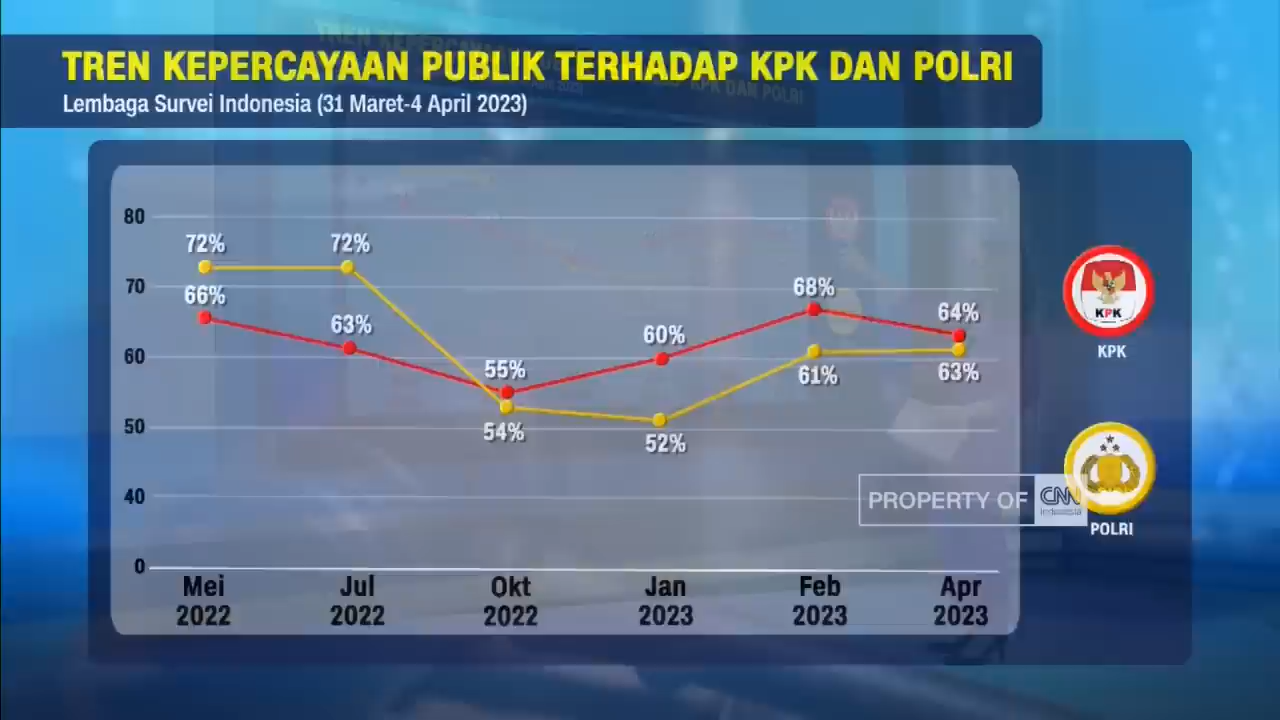 TREN KEPERCAYAAN PUBLIK TERHADAP KPK DAN POLRI
Lembaga Survei Indonesia (31 Maret-4 April 2023)
80
72%
72%
70
66%
68%
63%
64%
60%
60
55%
61%
63%
50
54%
52%
40
0
Mei
2022
Jul
2022
Okt
2022
Jan
2023
Feb
2023
Apr
2023
KPK
KPK
POLRI
PROPERTY OF CNN Indonesia